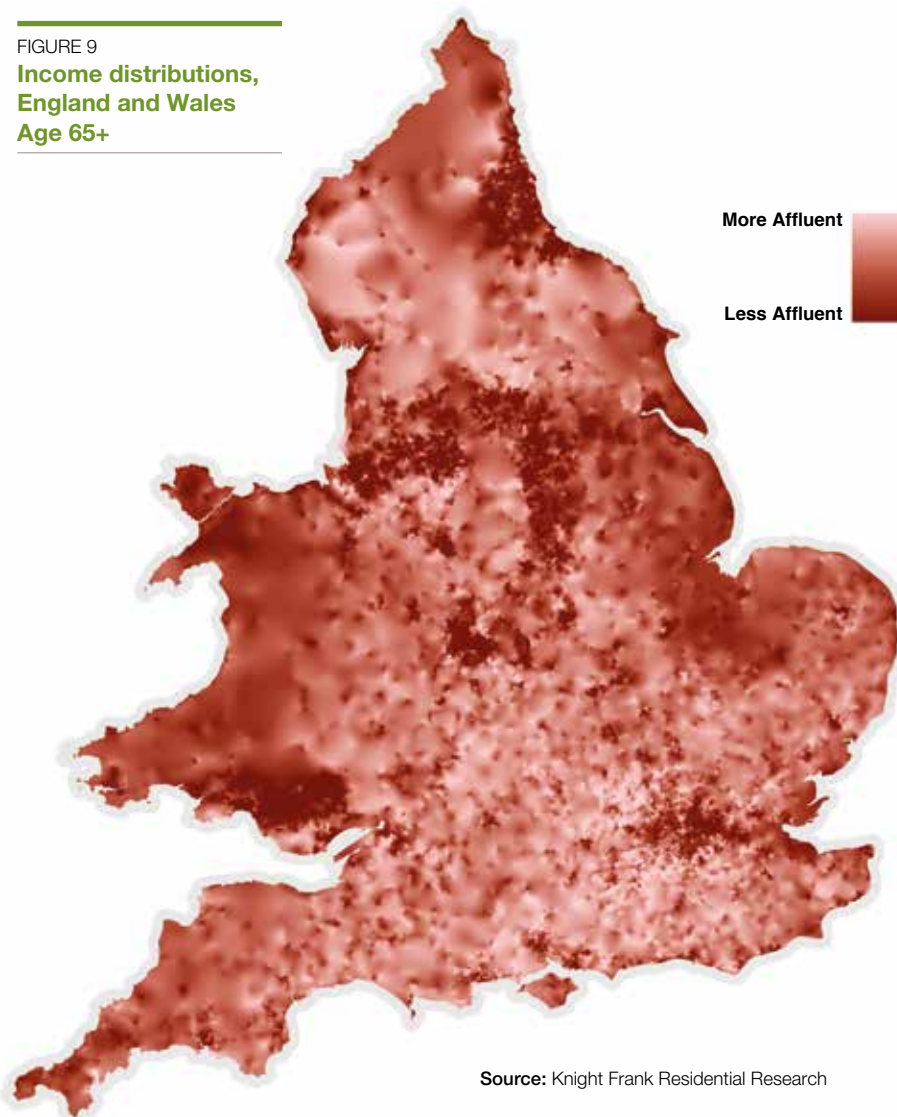 FIGURE 9
Income distributions,
England and Wales
Age 65+
More Affluent
Less Affluent
Source: Knight Frank Residential Research